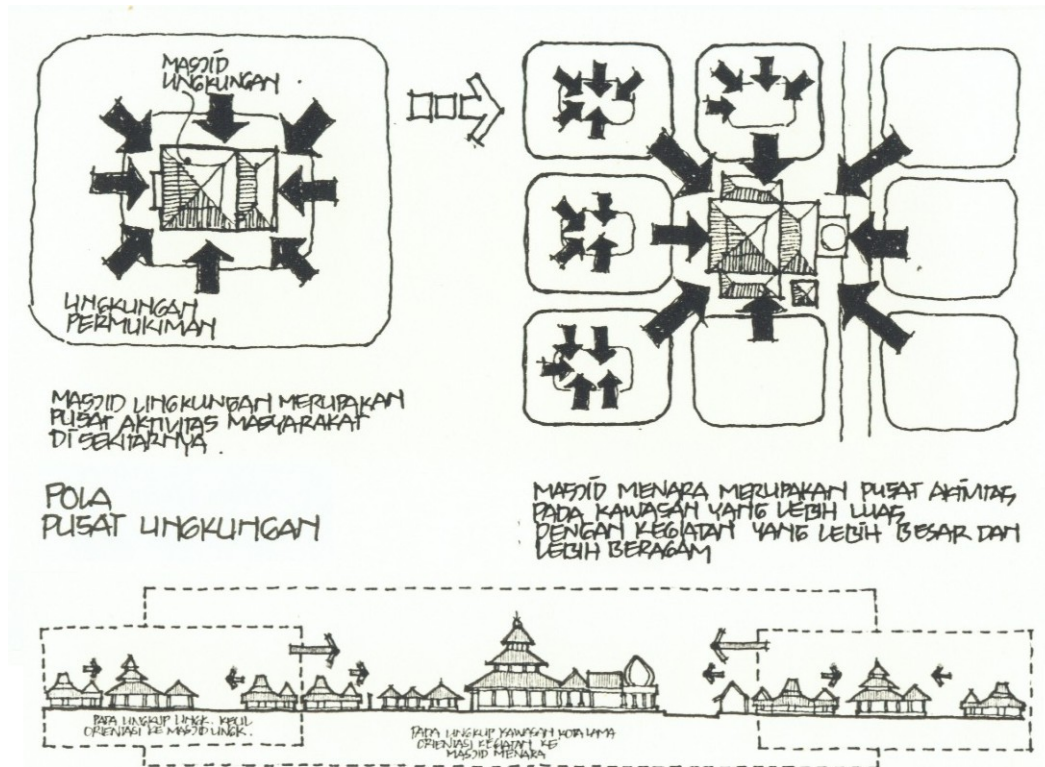 MASJID
LINGKUNGAN
LINGKUNGAN
PERMUKIMAN
MASJID LINGKUNGAN MERUPAKAN
PUSAT AKTIVITAS MASYARAKAT
DI SEKITARNYA.
POLA
PUSAT LINGKUNGAN
MASJID MENARA MERUPAKAN PUSAT AKTIVITAS
PADA KAWASAN YANG LEBIH LUAS
DENGAN KEGIATAN YANG LEBIH BESAR DAN
LEBIH BERAGAM
PADA LINGKUP LINGK. KECIL
ORIENTASI KE MASJID LINGK.
PADA LINGKUP KAWASAN KOTA LAMA
ORIENTASI KEGIATAN KE
MASJID MENARA